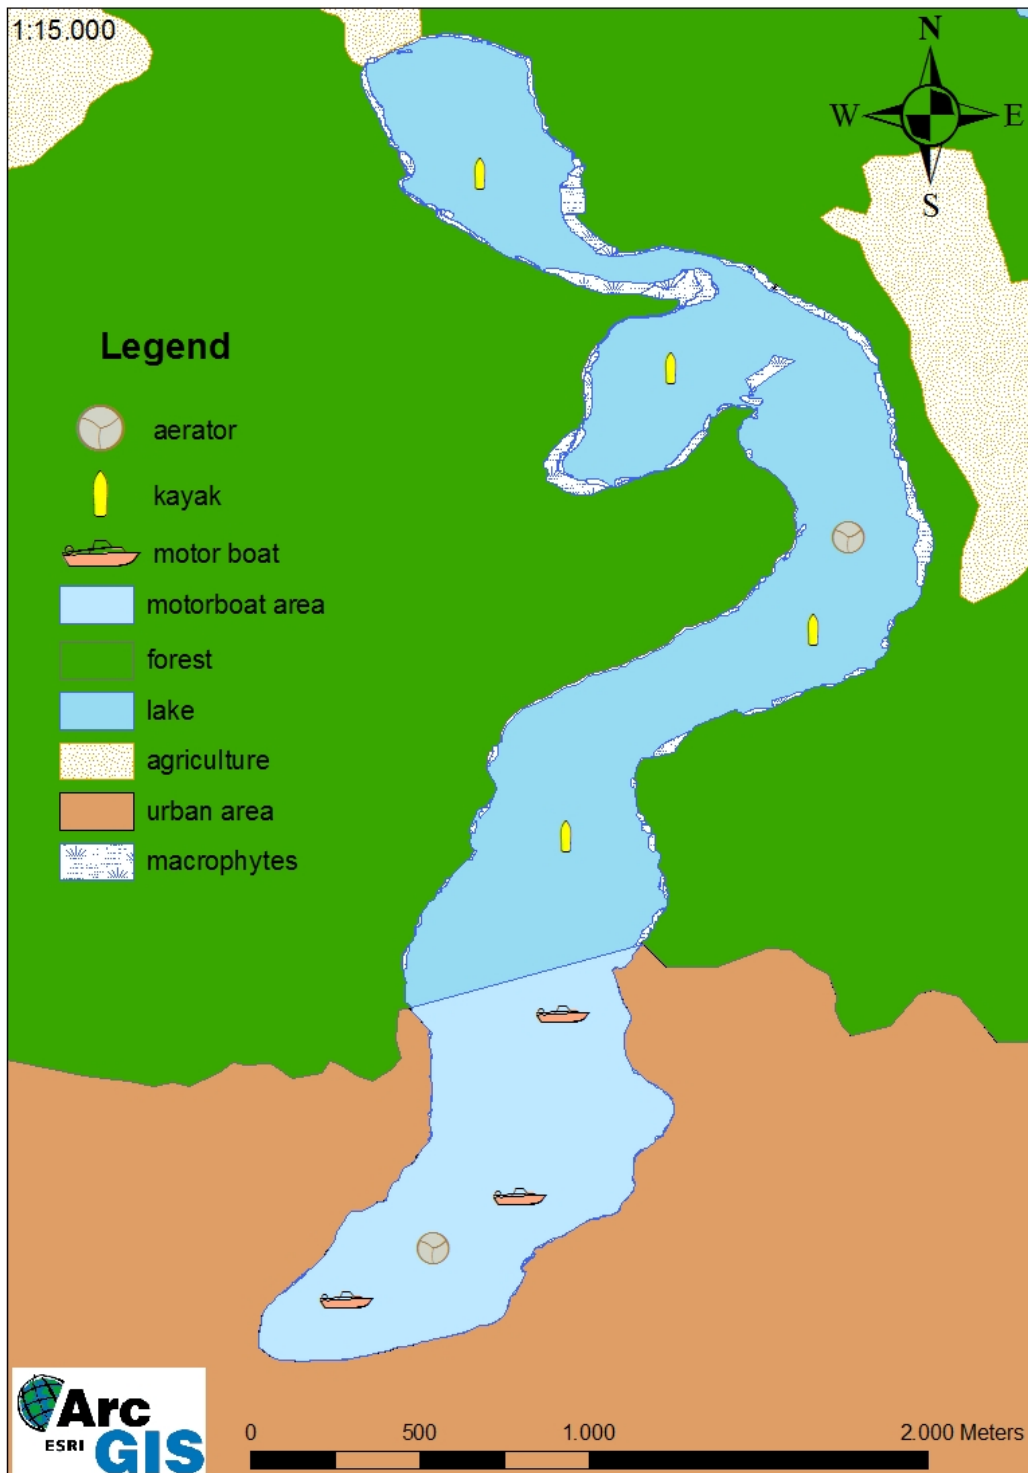 1:15.000
N
W E
S
Legend
aerator
kayak
motor boat
motorboat area
forest
lake
agriculture
urban area
macrophytes
Arc
ESRI GIS
0 500 1.000 2.000 Meters